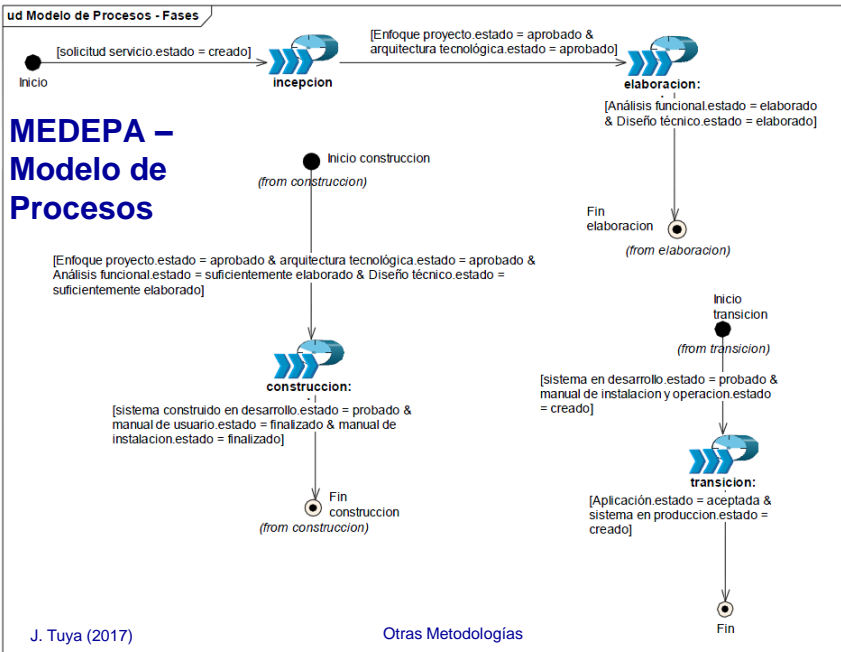 ud Modelo de Procesos - Fases
[solicitud servicio.estado = creado]
Inicio
incepcion
[Enfoque proyecto.estado = aprobado &
arquitectura tecnológica.estado = aprobado]
elaboracion:
[Análisis funcional.estado = elaborado
& Diseño técnico.estado = elaborado]
Fin
elaboracion
(from elaboracion)
MEDEPA –
Modelo de
Procesos
Inicio construccion
(from construccion)
[Enfoque proyecto.estado = aprobado & arquitectura tecnológica.estado = aprobado &
Análisis funcional.estado = suficientemente elaborado & Diseño técnico.estado =
suficientemente elaborado]
construccion:
[sistema construido en desarrollo.estado = probado &
manual de usuario.estado = finalizado & manual de
instalacion.estado = finalizado]
Fin
construccion
(from construccion)
Inicio
transicion
(from transicion)
[sistema en desarrollo.estado = probado &
manual de instalacion y operacion.estado
= creado]
transicion:
[Aplicación.estado = aceptada &
sistema en produccion.estado =
creado]
Fin
J. Tuya (2017)
Otras Metodologías